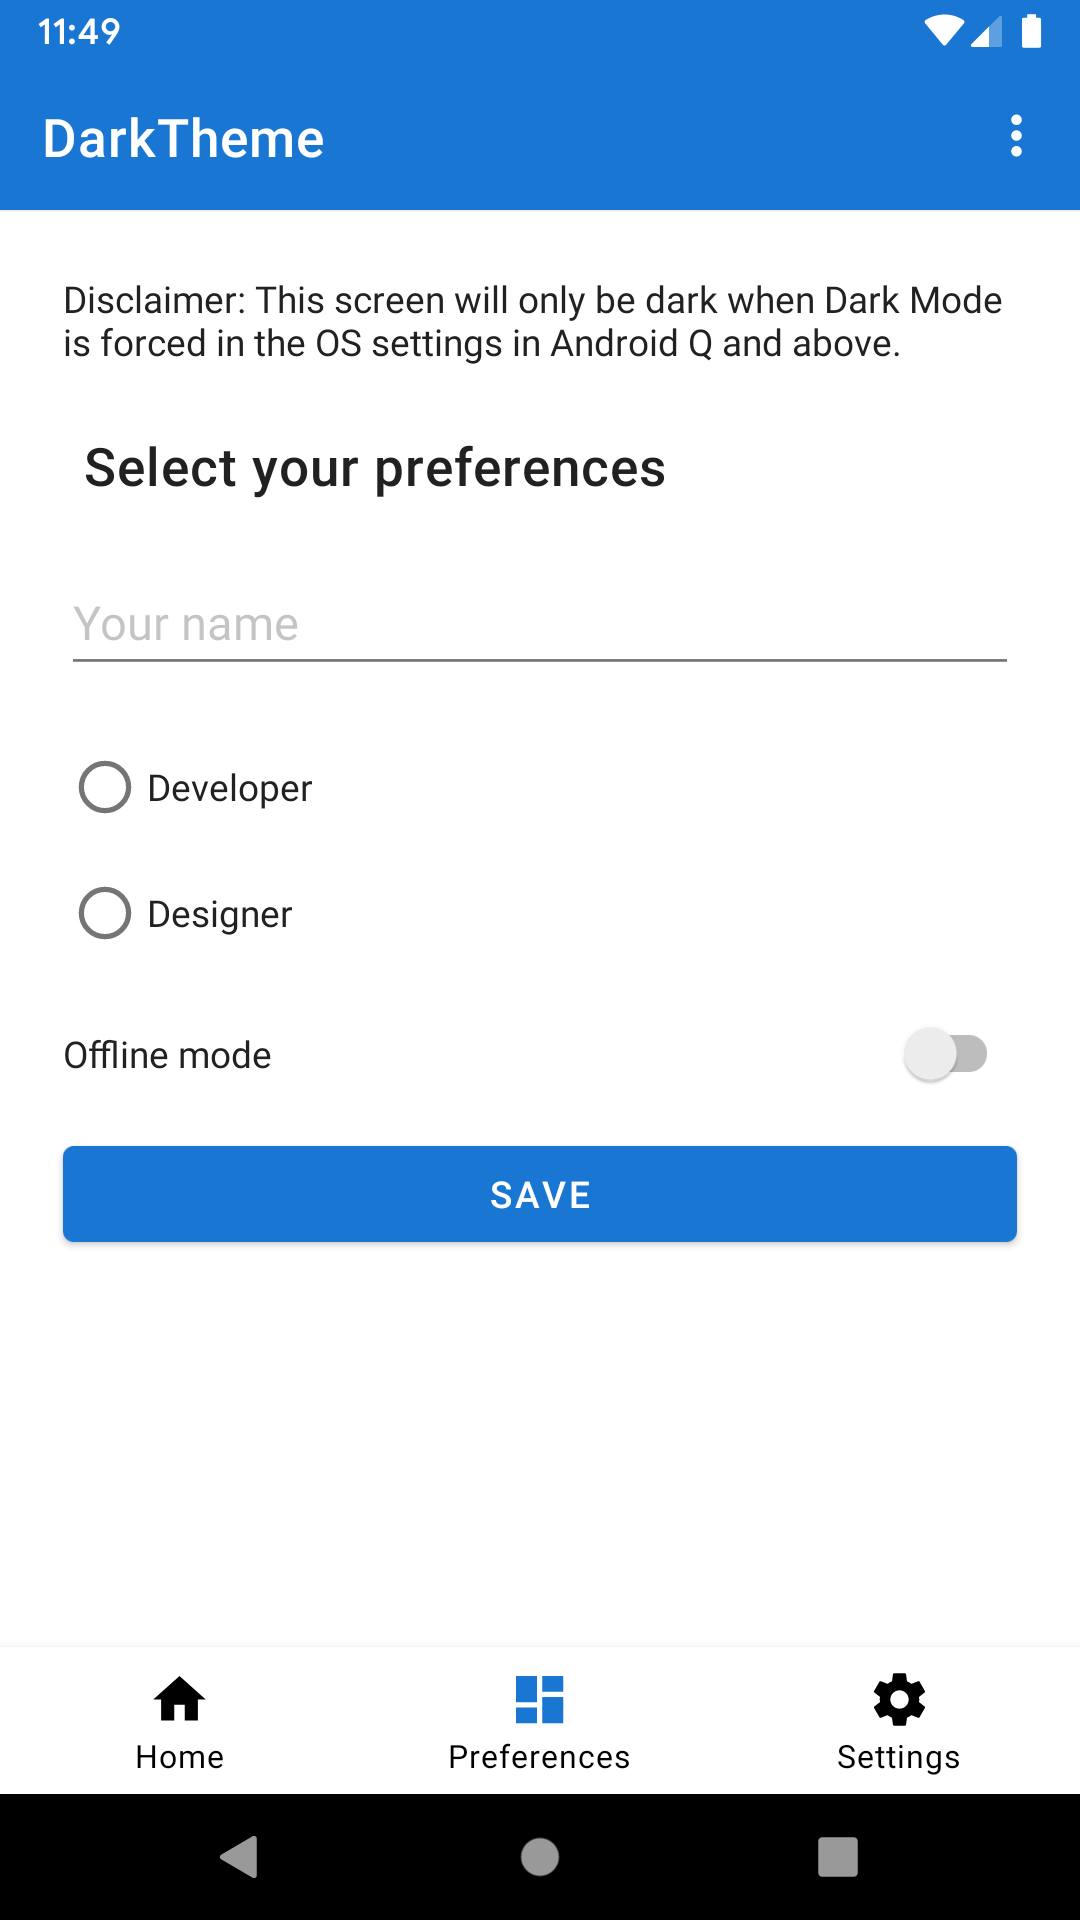 11:49
DarkTheme
Disclaimer: This screen will only be dark when Dark Mode
is forced in the OS settings in Android Q and above.
Select your preferences
Your name
Developer
Designer
Offline mode
SAVE
Home
Preferences
Settings